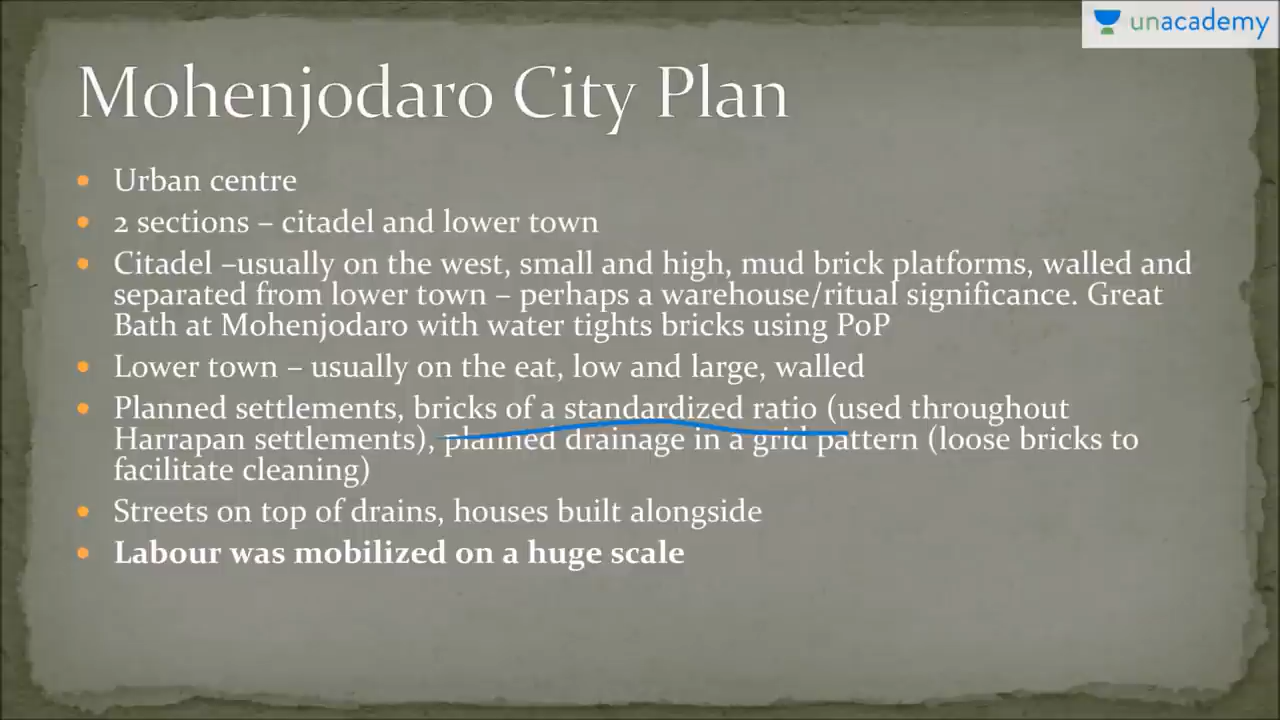 unacademy
Mohenjodaro City Plan
• Urban centre
• 2 sections – citadel and lower town
• Citadel –usually on the west, small and high, mud brick platforms, walled and
separated from lower town – perhaps a warehouse/ritual significance. Great
Bath at Mohenjodaro with water tights bricks using PoP
• Lower town – usually on the eat, low and large, walled
• Planned settlements, bricks of a standardized ratio (used throughout
Harrapan settlements), planned drainage in a grid pattern (loose bricks to
facilitate cleaning)
• Streets on top of drains, houses built alongside
• Labour was mobilized on a huge scale